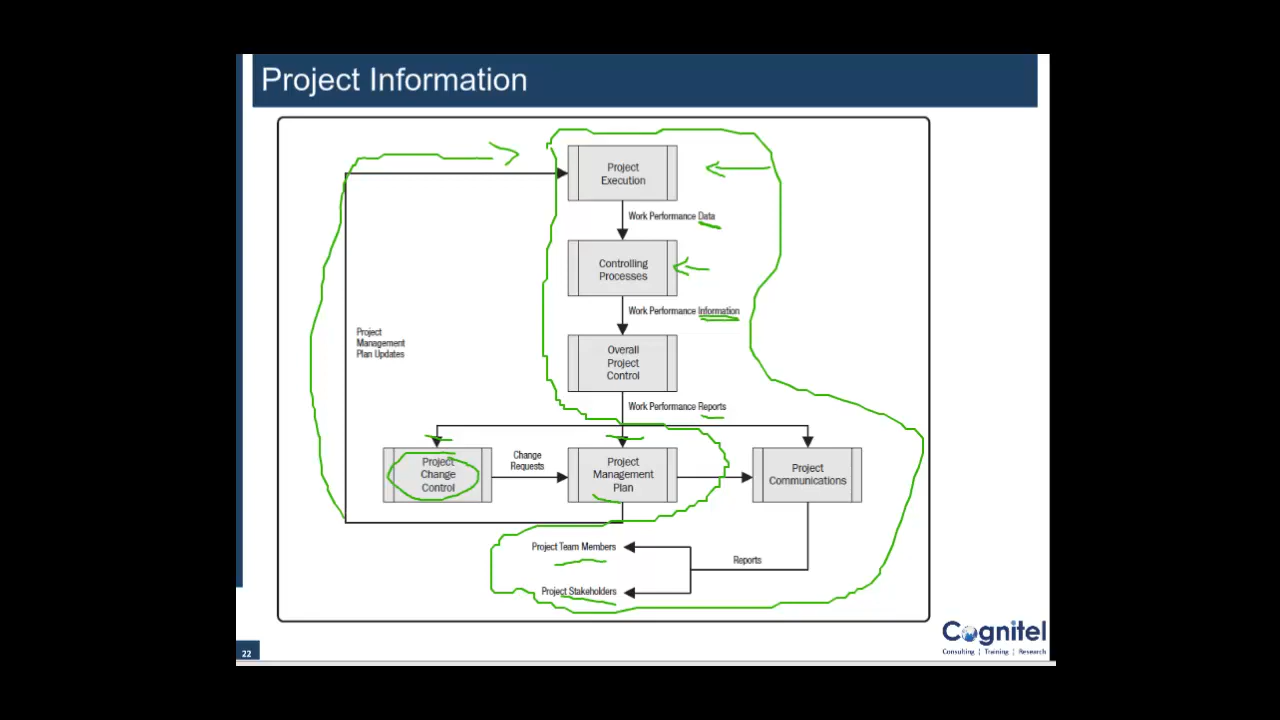 Project Information
Project
Execution
Work Performance Data
Controlling
Processes
Work Performance Information
Overall
Project
Control
Project
Management
Plan Updates
Work Performance Reports
Project
Change
Control
Change
Requests
Project
Management
Plan
Project
Communications
Project Team Members
Reports
Project Stakeholders
22
Cognitel
Consulting | Training | Research